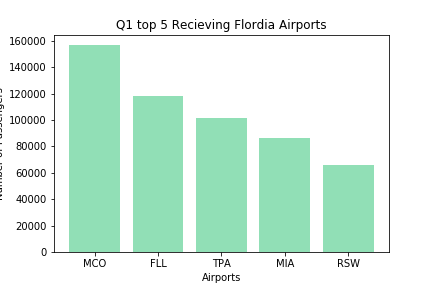 Q1 top 5 Recieving Flordia Airports
Number of Passengers
160000
140000
120000
100000
80000
60000
40000
20000
0
MCO FLL TPA MIA RSW
Airports